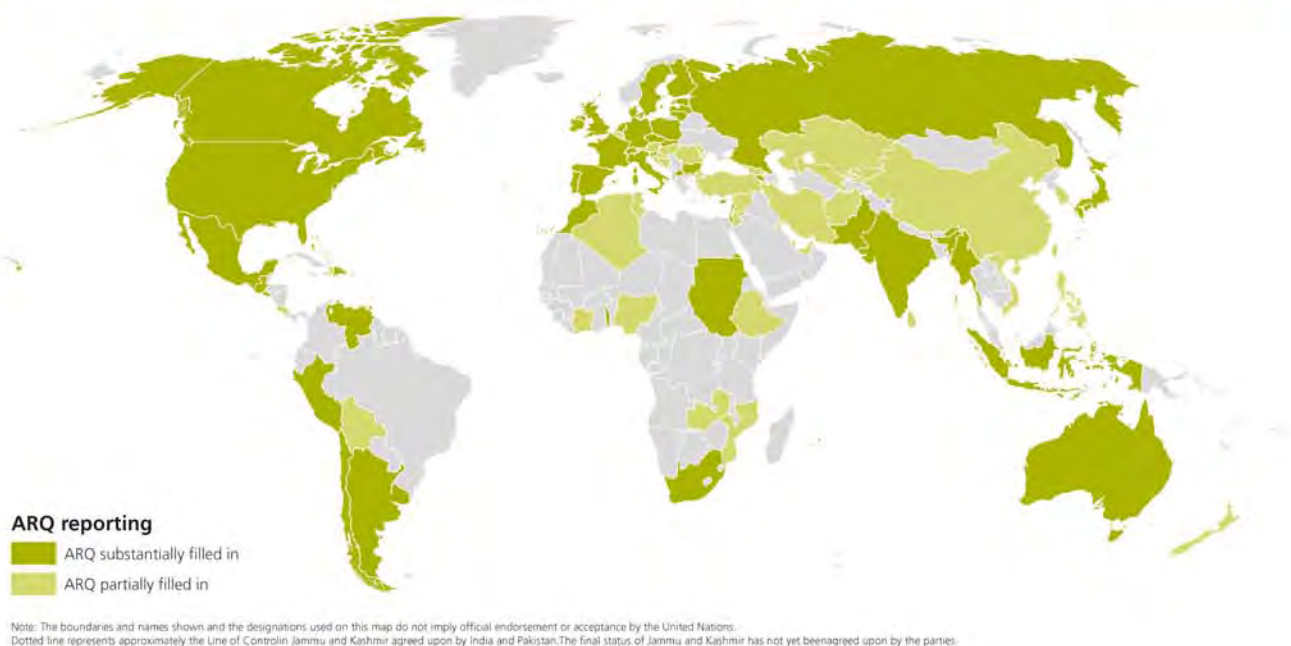 ARQ reporting
ARQ substantially filled in
ARQ partially filled in
Note: The boundaries and names shown and the designations used on this map do not imply official endorsement or acceptance by the United Nations.
Dotted line represents approximately the Line of Controlin Jammu and Kashmir agreed upon by India and Pakistan.The final status of Jammu and Kashmir has not yet beenagreed upon by the parties.